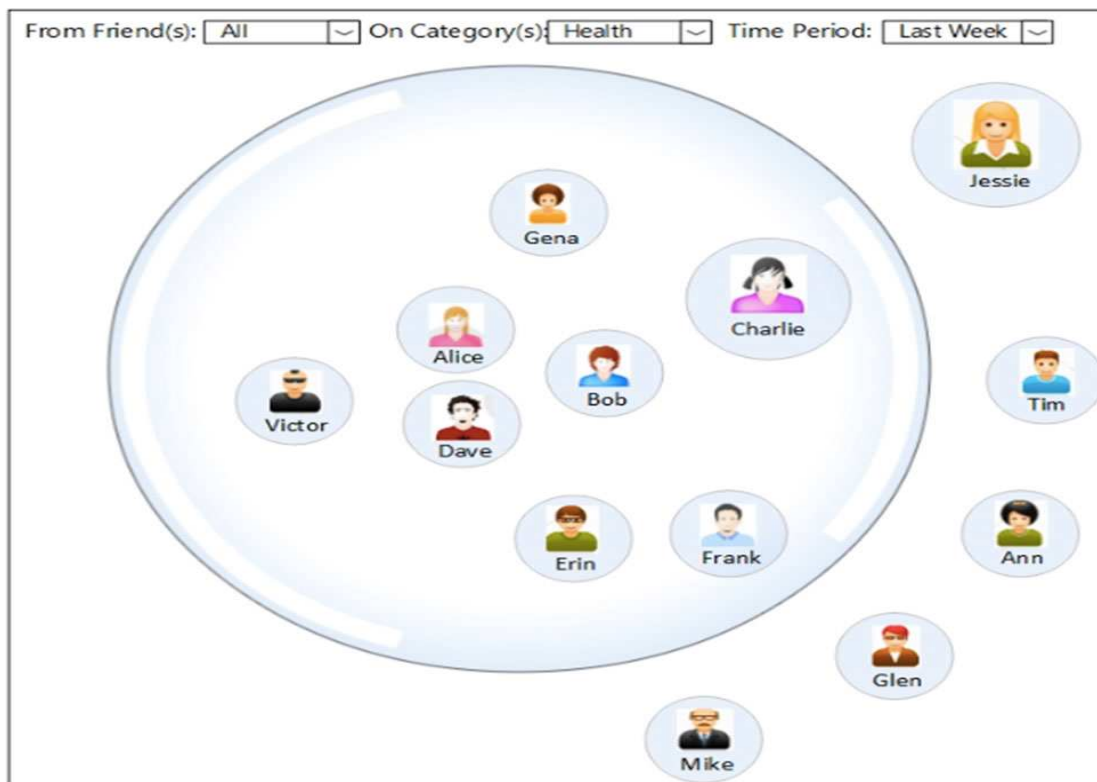 From Friend(s): All On Category(s): Health Time Period: Last Week
Jessie
Gena
Charlie
Alice
Bob
Tim
Victor
Dave
Erin
Frank
Ann
Glen
Mike